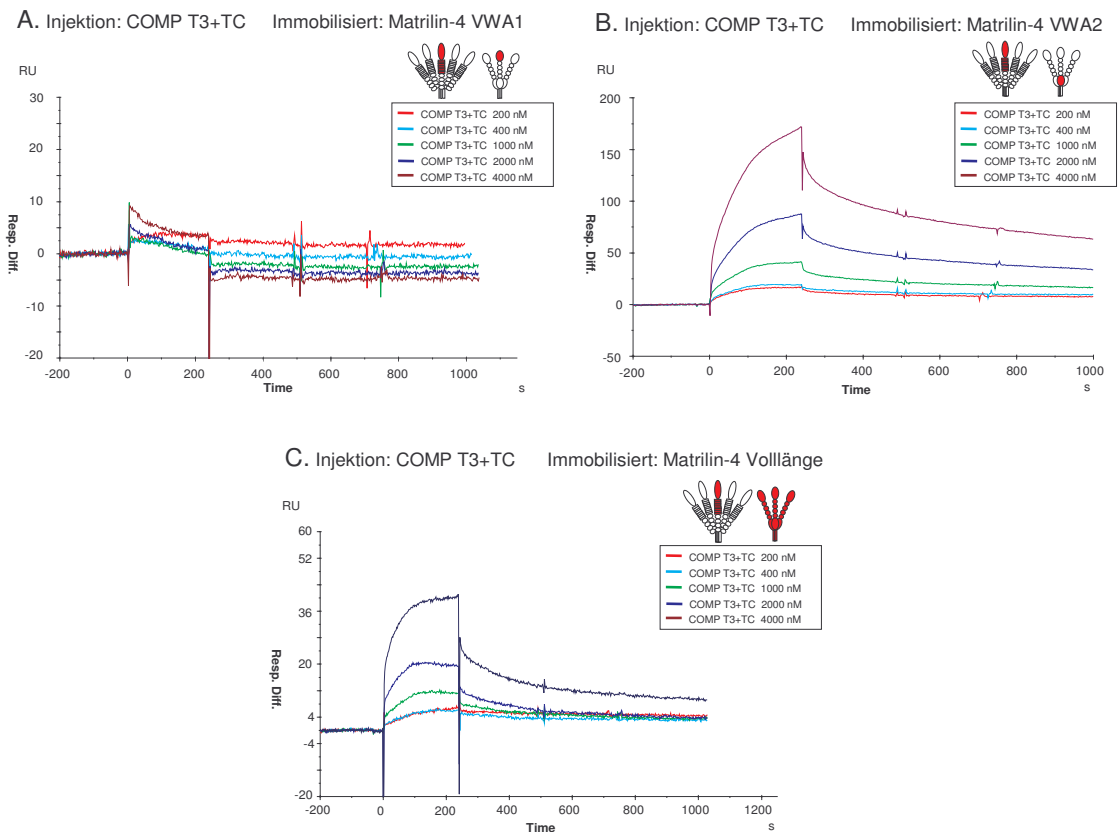 A. Injektion: COMP T3+TC Immobilisiert: Matrilin-4 VWA1
RU
COMP T3+TC 200 nM
COMP T3+TC 400 nM
COMP T3+TC 1000 nM
COMP T3+TC 2000 nM
COMP T3+TC 4000 nM
30
20
10
0
-10
-20
Resp. Diff.
-200
0
200
400
600
800
1000
s
Time
B. Injektion: COMP T3+TC Immobilisiert: Matrilin-4 VWA2
RU
COMP T3+TC 200 nM
COMP T3+TC 400 nM
COMP T3+TC 1000 nM
COMP T3+TC 2000 nM
COMP T3+TC 4000 nM
200
150
100
50
0
-50
Resp. Diff.
-200
0
200
400
600
800
1000
Time
s
C. Injektion: COMP T3+TC Immobilisiert: Matrilin-4 Volllänge
RU
COMP T3+TC 200 nM
COMP T3+TC 400 nM
COMP T3+TC 1000 nM
COMP T3+TC 2000 nM
COMP T3+TC 4000 nM
60
52
36
20
4
-4
-20
Resp. Diff.
-200
0
200
400
600
800
1000
1200
Time
s